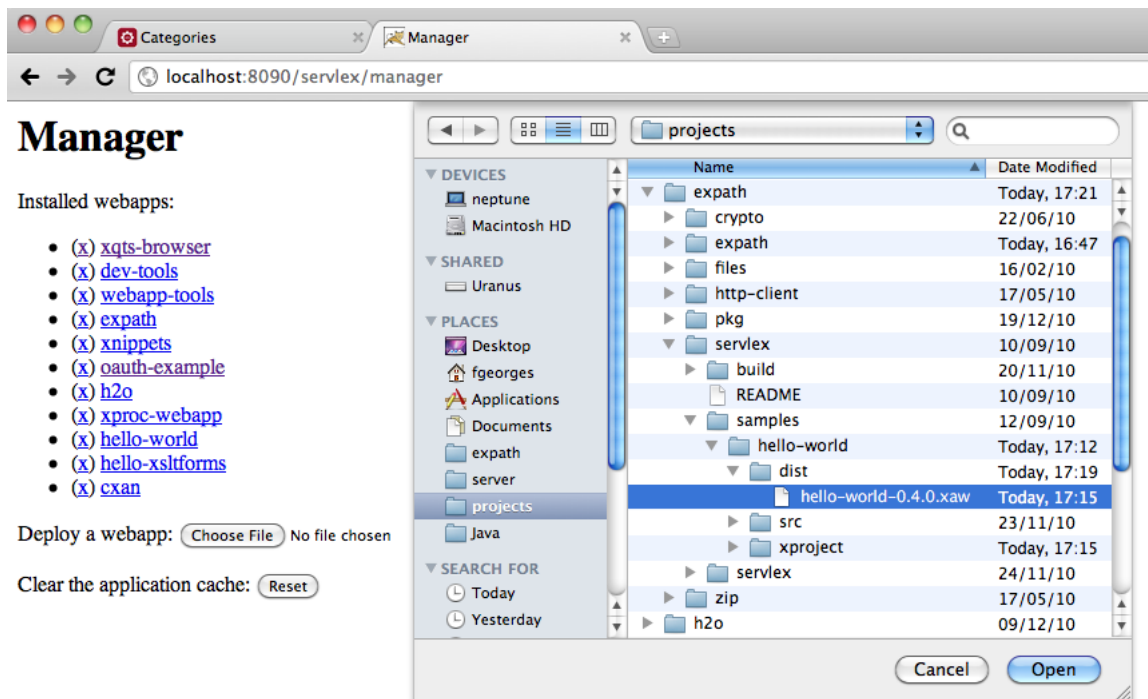 Categories
Manager
localhost:8090/servlex/manager
Manager
Installed webapps:
(x) xqts-browser
(x) dev-tools
(x) webapp-tools
(x) expath
(x) xnippets
(x) oauth-example
(x) h2o
(x) xproc-webapp
(x) hello-world
(x) hello-xsltforms
(x) cxan
Deploy a webapp: Choose File No file chosen
Clear the application cache: Reset
projects
DEVICES
neptune
Macintosh HD
SHARED
Uranus
PLACES
Desktop
fgeorges
Applications
Documents
expath
server
projects
Java
SEARCH FOR
Today
Yesterday
Name Date Modified
expath Today, 17:21
crypto 22/06/10
expath Today, 16:47
files 16/02/10
http-client 17/05/10
pkg 19/12/10
servlex 10/09/10
build 20/11/10
README 10/09/10
samples 12/09/10
hello-world Today, 17:12
dist Today, 17:19
hello-world-0.4.0.xaw Today, 17:15
src 23/11/10
xproject Today, 17:15
servlex 24/11/10
zip 17/05/10
h2o 09/12/10
Cancel Open